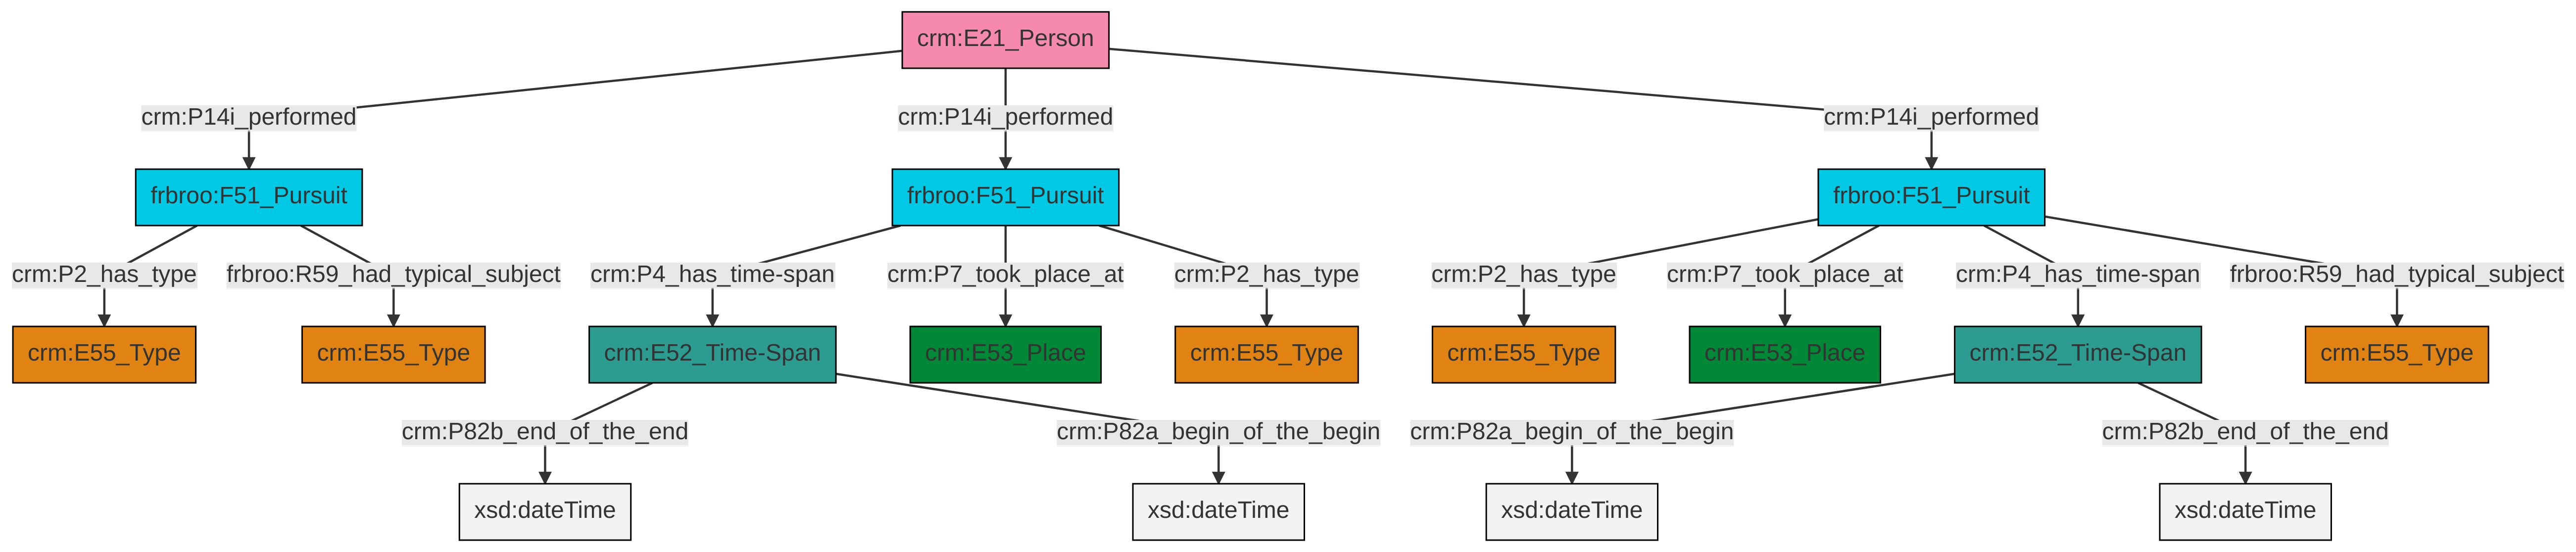 crm:E21_Person
crm:P14i_performed
crm:P14i_performed
crm:P14i_performed
frbroo:F51_Pursuit
frbroo:F51_Pursuit
frbroo:F51_Pursuit
crm:P2_has_type
frbroo:R59_had_typical_subject
crm:P4_has_time-span
crm:P7_took_place_at
crm:P2_has_type
crm:P2_has_type
crm:P7_took_place_at
crm:P4_has_time-span
frbroo:R59_had_typical_subject
crm:E55_Type
crm:E55_Type
crm:E52_Time-Span
crm:E53_Place
crm:E55_Type
crm:E55_Type
crm:E53_Place
crm:E52_Time-Span
crm:E55_Type
crm:P82b_end_of_the_end
crm:P82a_begin_of_the_begin
crm:P82a_begin_of_the_begin
crm:P82b_end_of_the_end
xsd:dateTime
xsd:dateTime
xsd:dateTime
xsd:dateTime